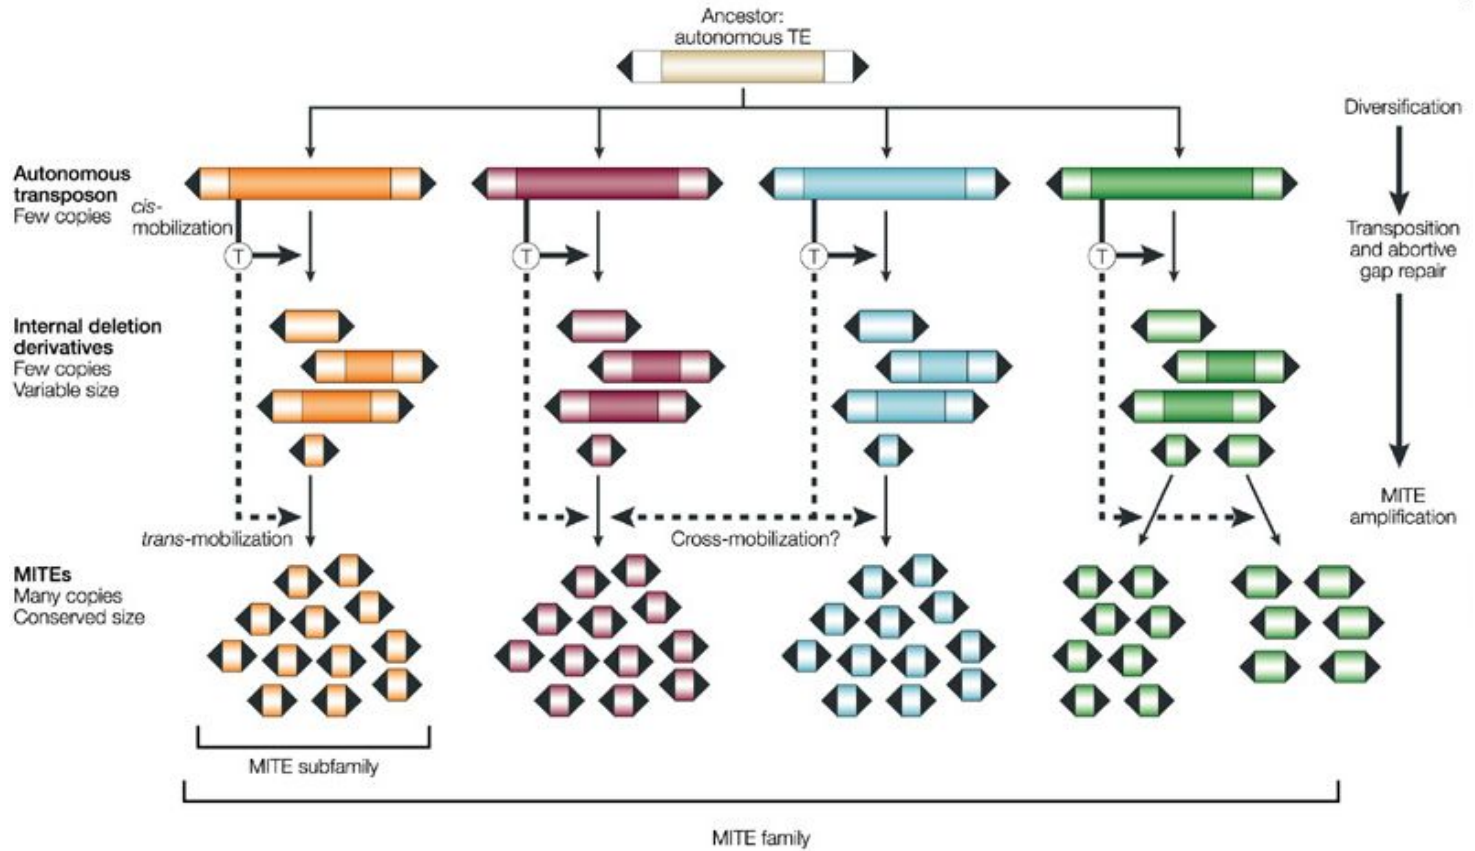 Ancestor:
autonomous TE
Diversification
Autonomous
transposon
Few copies
cis-
mobilization
T
T
T
T
Transposition
and abortive
gap repair
Internal deletion
derivatives
Few copies
Variable size
MITE
amplification
trans-mobilization
Cross-mobilization?
MITEs
Many copies
Conserved size
MITE subfamily
MITE family